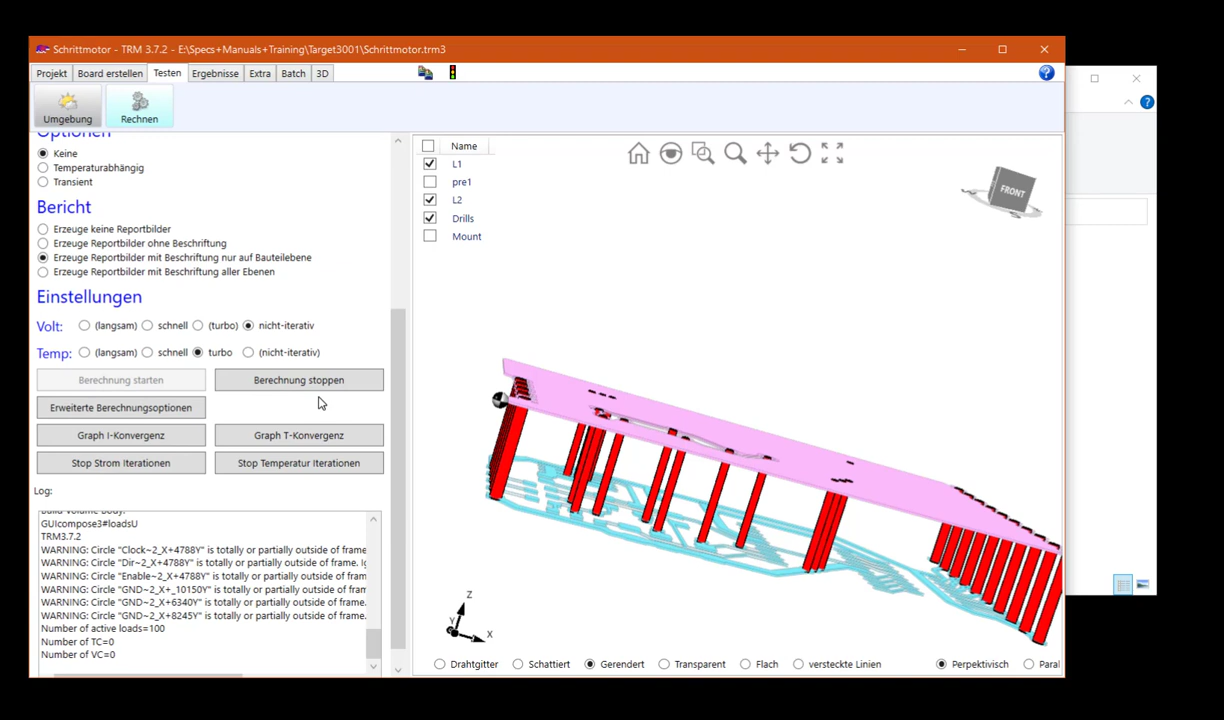 Schrittmotor - TRM 3.7.2 - E:\Specs+Manuals+Training\Target3001\Schrittmotor.trm3
Projekt Board erstellen Testen Ergebnisse Extra Batch 3D
Umgebung Rechnen
Optionen
Keine
Temperaturabhängig
Transient
Bericht
Erzeuge keine Reportbilder
Erzeuge Reportbilder ohne Beschriftung
Erzeuge Reportbilder mit Beschriftung nur auf Bauteilebene
Erzeuge Reportbilder mit Beschriftung aller Ebenen
Einstellungen
Volt: (langsam) schnell (turbo) nicht-iterativ
Temp: (langsam) schnell turbo (nicht-iterativ)
Berechnung starten Berechnung stoppen
Erweiterte Berechnungsoptionen
Graph I-Konvergenz Graph T-Konvergenz
Stop Strom Iterationen Stop Temperatur Iterationen
Log:
Build Volume Body.
GUIcompose3#loadsU
TRM3.7.2
WARNING: Circle "Clock~2_X+4788Y" is totally or partially outside of frame
WARNING: Circle "Dir~2_X+4788Y" is totally or partially outside of frame. Ig
WARNING: Circle "Enable~2_X+4788Y" is totally or partially outside of frame
WARNING: Circle "GND~2_X+_10150Y" is totally or partially outside of fram
WARNING: Circle "GND~2_X+6340Y" is totally or partially outside of frame.
WARNING: Circle "GND~2_X+8245Y" is totally or partially outside of frame.
Number of active loads=100
Number of TC=0
Number of VC=0
Name
L1
pre1
L2
Drills
Mount
FRONT
Z
Y
X
Drahtgitter Schattiert Gerendert Transparent Flach versteckte Linien Perpektivisch Paral